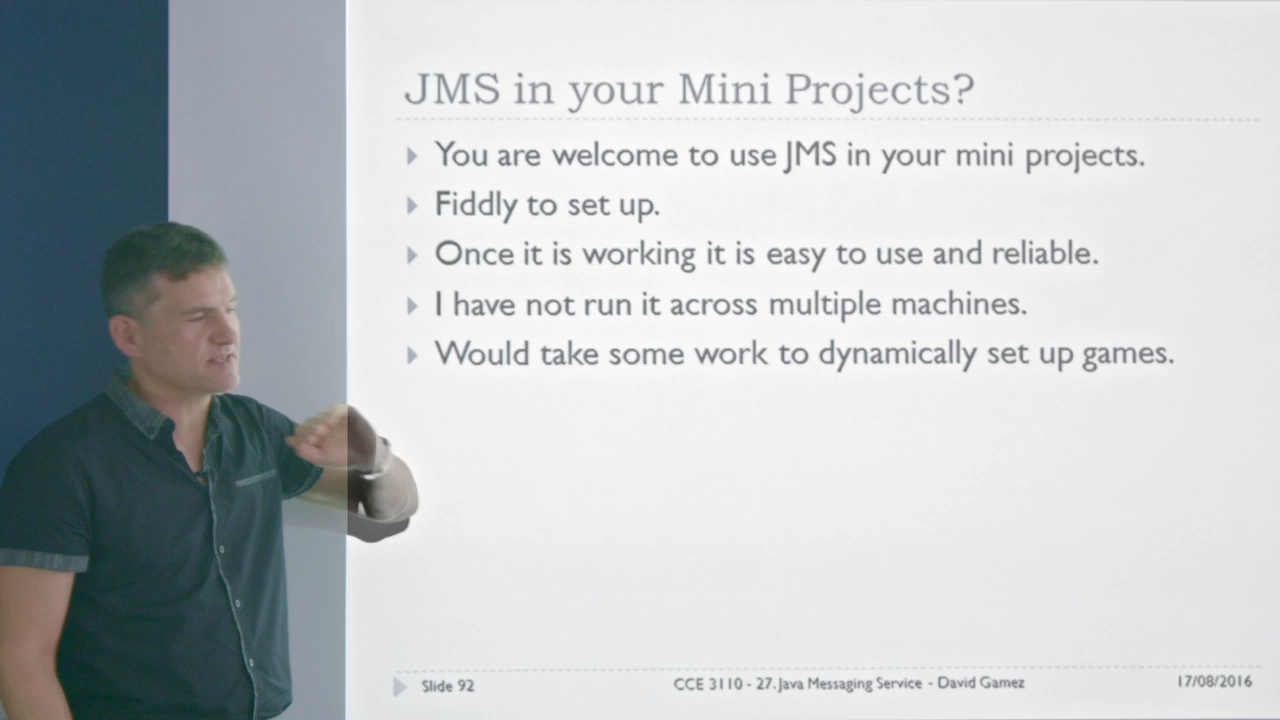 JMS in your Mini Projects?
You are welcome to use JMS in your mini projects.
Fiddly to set up.
Once it is working it is easy to use and reliable.
I have not run it across multiple machines.
Would take some work to dynamically set up games.
Slide 92
CCE 3110 - 27. Java Messaging Service - David Gamez
17/08/2016